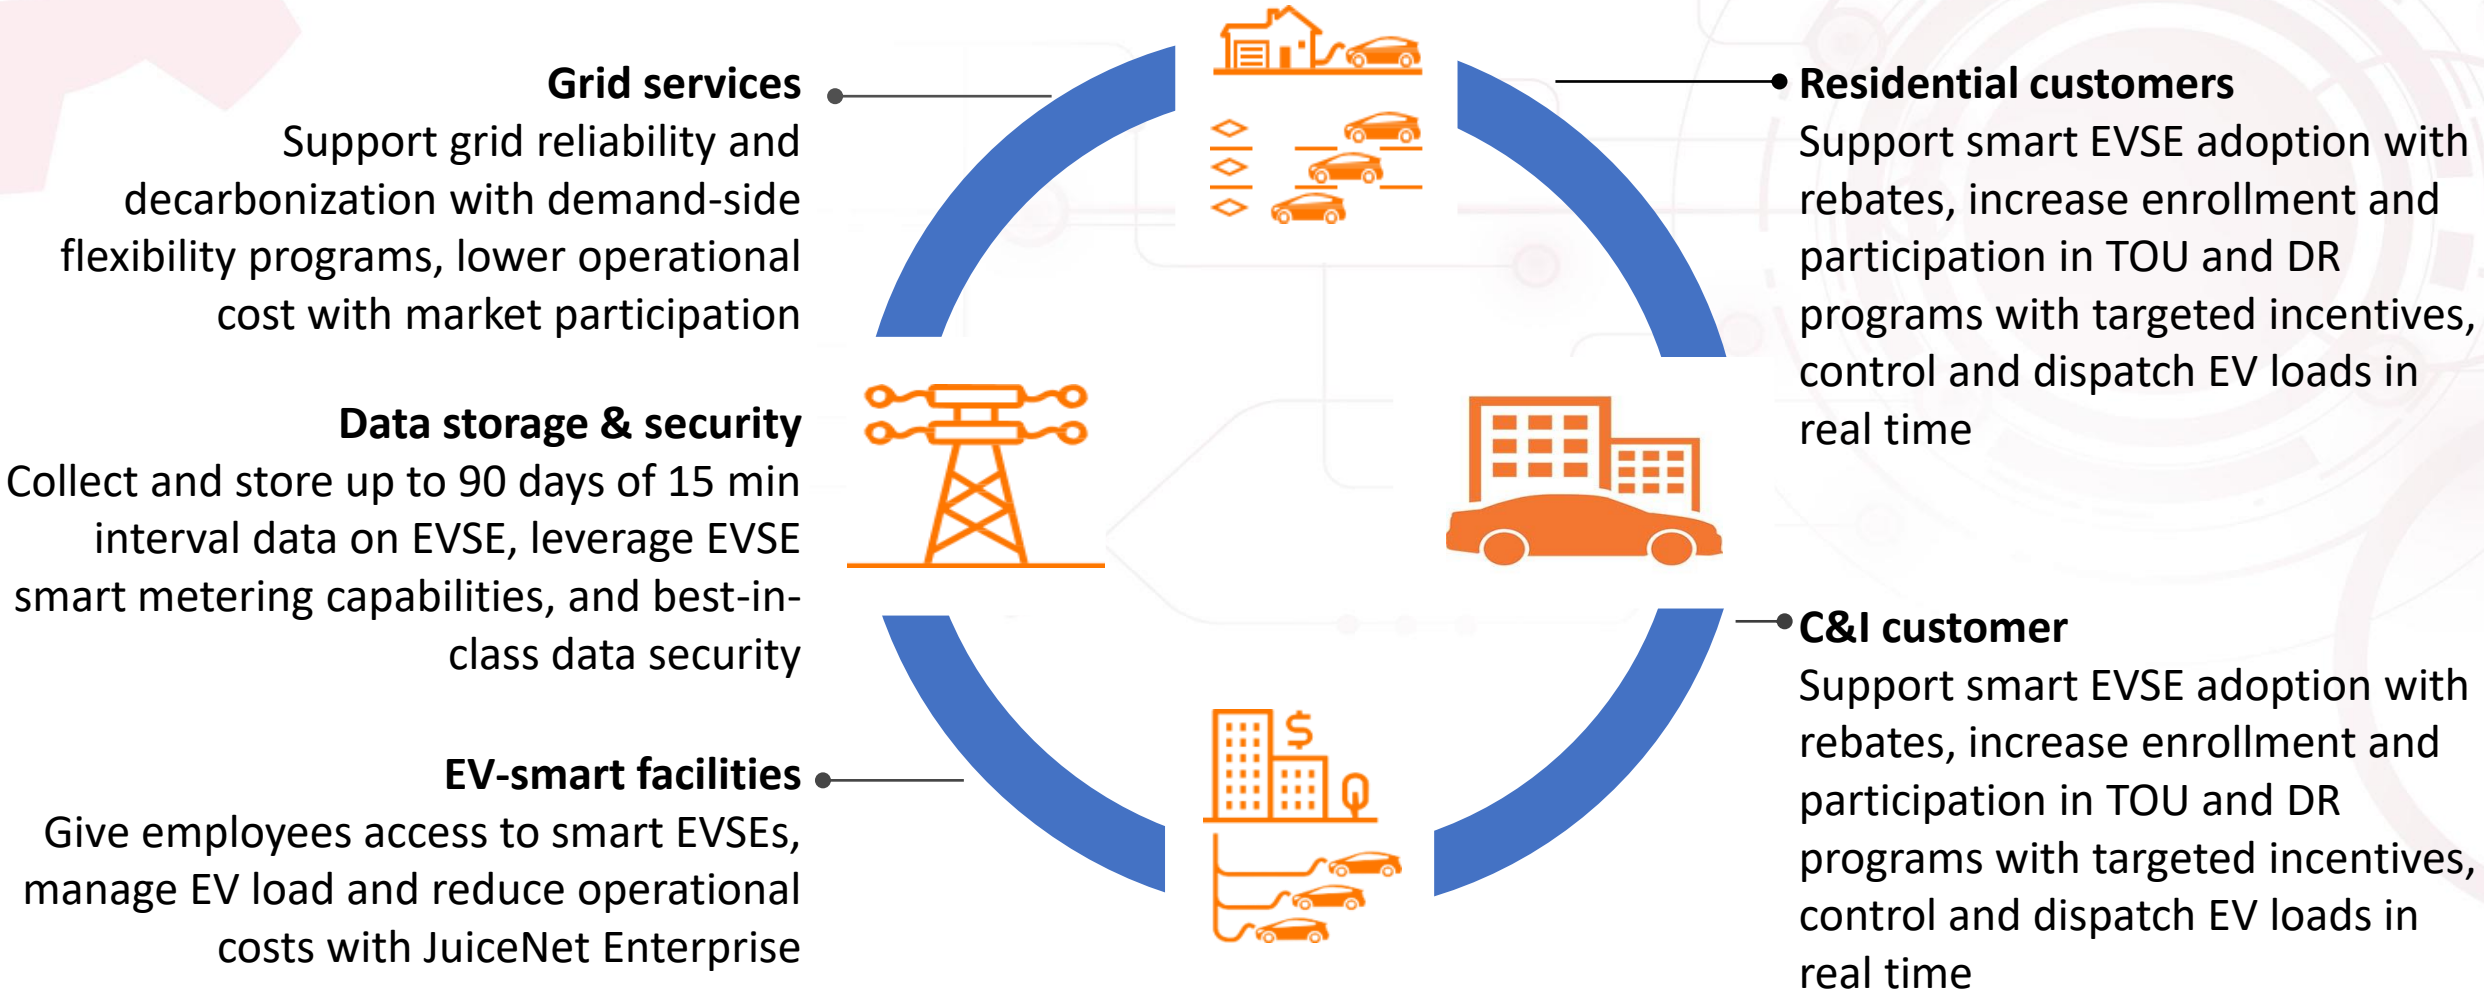 Grid services
Support grid reliability and
decarbonization with demand-side
flexibility programs, lower operational
cost with market participation
Data storage & security
Collect and store up to 90 days of 15 min
interval data on EVSE, leverage EVSE
smart metering capabilities, and best-in-
class data security
EV-smart facilities
Give employees access to smart EVSEs,
manage EV load and reduce operational
costs with JuiceNet Enterprise
$
Residential customers
Support smart EVSE adoption with
rebates, increase enrollment and
participation in TOU and DR
programs with targeted incentives,
control and dispatch EV loads in
real time
C&I customer
Support smart EVSE adoption with
rebates, increase enrollment and
participation in TOU and DR
programs with targeted incentives,
control and dispatch EV loads in
real time